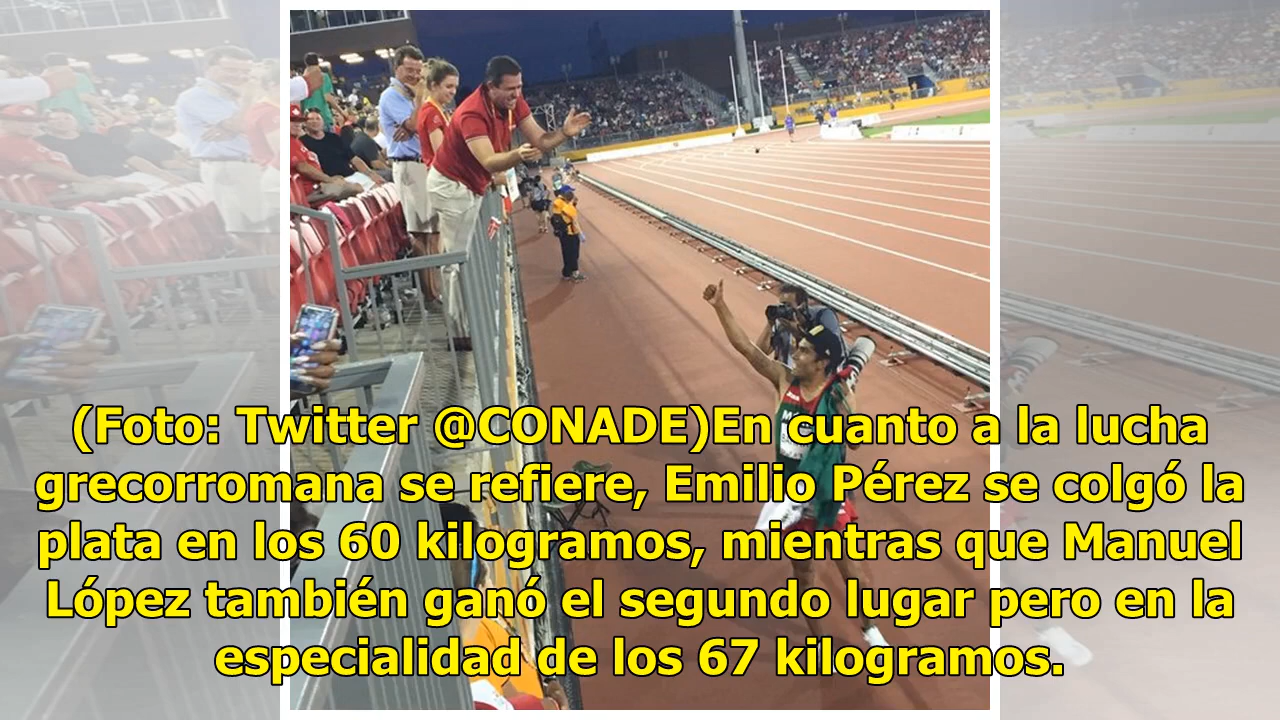 (Foto: Twitter @CONADE)En cuanto a la lucha
grecorromana se refiere, Emilio Pérez se colgó la
plata en los 60 kilogramos, mientras que Manuel
López también ganó el segundo lugar pero en la
especialidad de los 67 kilogramos.